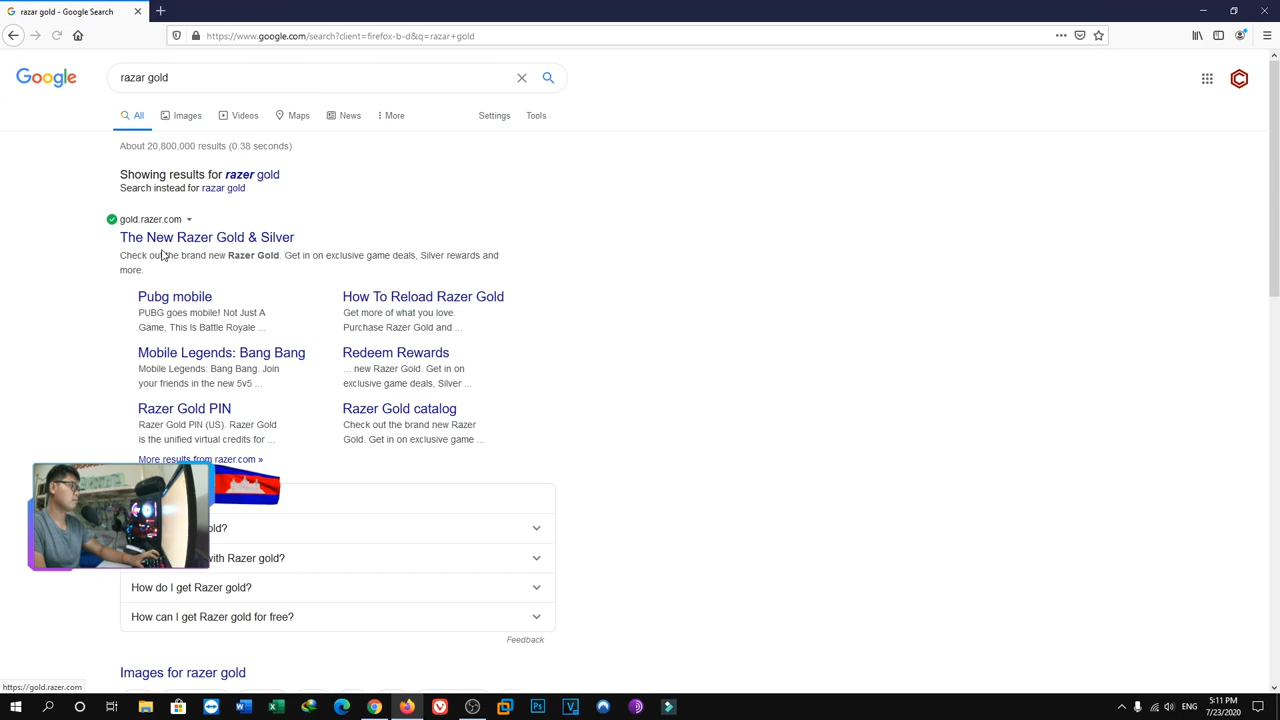 razar gold - Google Search
https://www.google.com/search?client=firefox-b-d&q=razar+gold
Google
razar gold
All
Images
Videos
Maps
News
More
Settings
Tools
About 20,800,000 results (0.38 seconds)
Showing results for razer gold
Search instead for razar gold
gold.razer.com
The New Razer Gold & Silver
Check out the brand new Razer Gold. Get in on exclusive game deals, Silver rewards and
more.
Pubg mobile
PUBG goes mobile! Not Just A
Game, This Is Battle Royale ...
How To Reload Razer Gold
Get more of what you love.
Purchase Razer Gold and ...
Mobile Legends: Bang Bang
Mobile Legends: Bang Bang. Join
your friends in the new 5v5 ...
Redeem Rewards
... new Razer Gold. Get in on
exclusive game deals, Silver ...
Razer Gold PIN
Razer Gold PIN (US). Razer Gold
is the unified virtual credits for ...
Razer Gold catalog
Check out the brand new Razer
Gold. Get in on exclusive game ...
More results from razer.com »
old?
with Razer gold?
How do I get Razer gold?
How can I get Razer gold for free?
Feedback
Images for razer gold
https://gold.razer.com
ENG
5:11 PM
7/23/2020